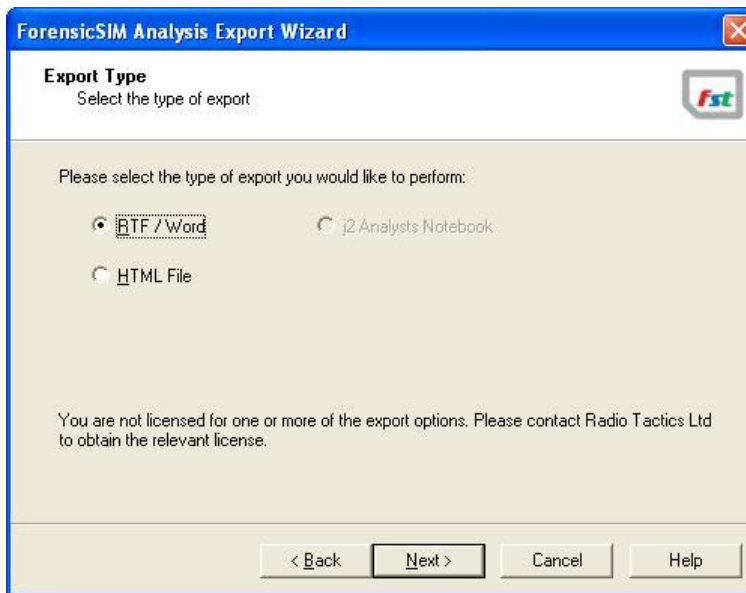 ForensicSIM Analysis Export Wizard
Export Type
Select the type of export
fst
Please select the type of export you would like to perform:
RTF / Word
i2 Analysts Notebook
HTML File
You are not licensed for one or more of the export options. Please contact Radio Tactics Ltd
to obtain the relevant license.
< Back
Next >
Cancel
Help